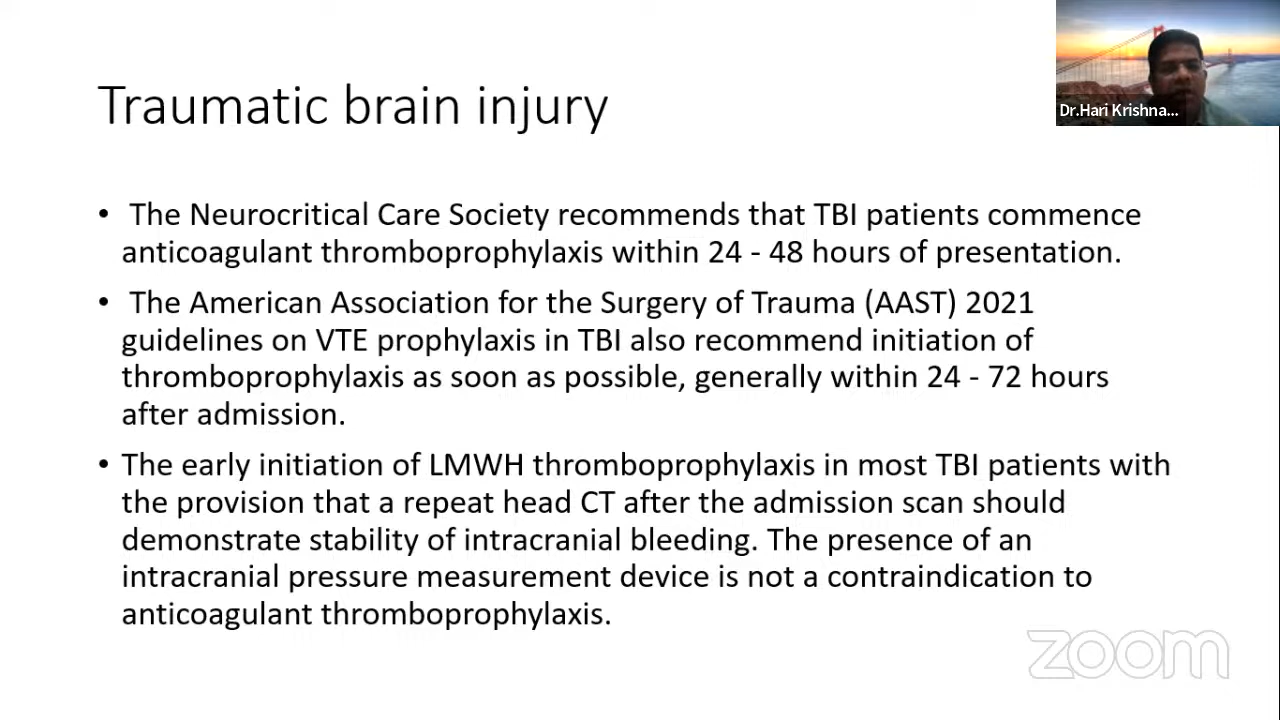 Dr.Hari Krishna...
Traumatic brain injury
• The Neurocritical Care Society recommends that TBI patients commence
anticoagulant thromboprophylaxis within 24 - 48 hours of presentation.
• The American Association for the Surgery of Trauma (AAST) 2021
guidelines on VTE prophylaxis in TBI also recommend initiation of
thromboprophylaxis as soon as possible, generally within 24 - 72 hours
after admission.
• The early initiation of LMWH thromboprophylaxis in most TBI patients with
the provision that a repeat head CT after the admission scan should
demonstrate stability of intracranial bleeding. The presence of an
intracranial pressure measurement device is not a contraindication to
anticoagulant thromboprophylaxis.
zoom